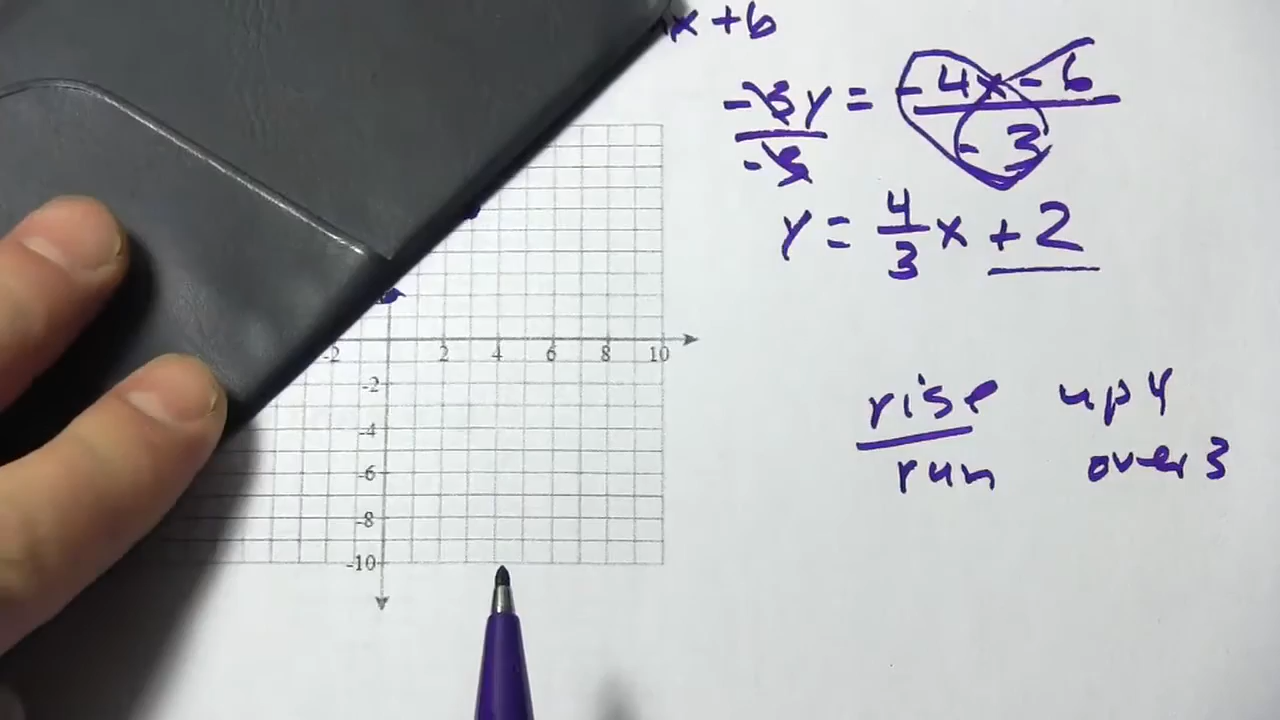 x + b
-3y = -4x - 6
-3 -3
y = 4/3 x + 2
2 4 6 8 10
-2
-2
-4
-6
-8
-10
rise up 4
run over 3